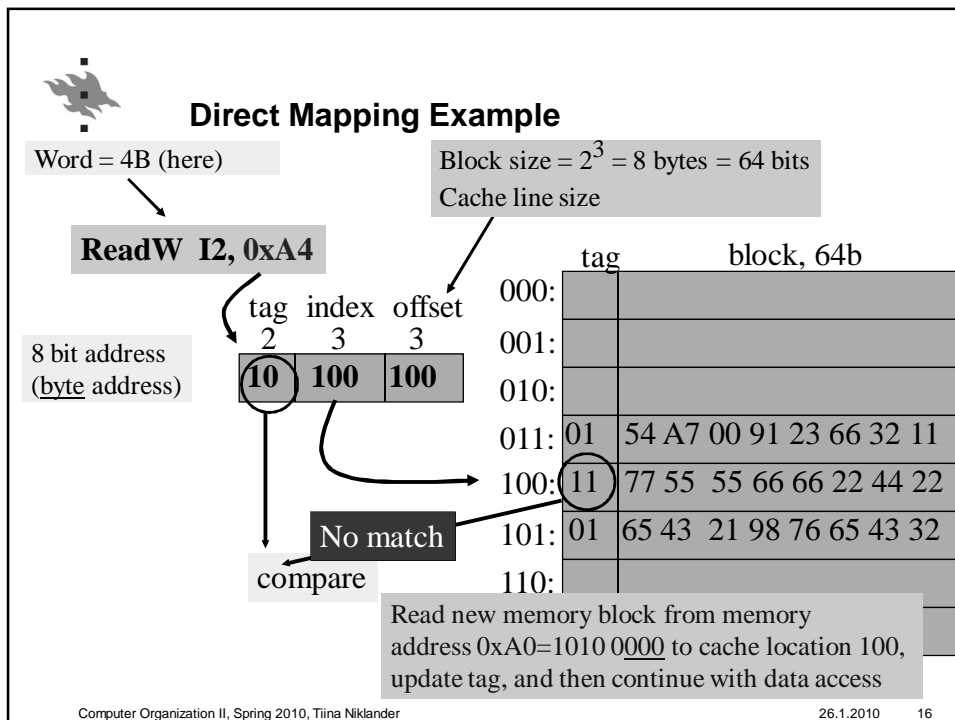 Direct Mapping Example
Word = 4B (here)
Block size = 2^3 = 8 bytes = 64 bits
Cache line size
ReadW I2, 0xA4
tag index offset
2 3 3
8 bit address
(byte address)
10 100 100
compare
No match
tag block, 64b
000:
001:
010:
011: 01 54 A7 00 91 23 66 32 11
100: 11 77 55 55 66 66 22 44 22
101: 01 65 43 21 98 76 65 43 32
110:
Read new memory block from memory
address 0xA0=1010 0000 to cache location 100,
update tag, and then continue with data access
Computer Organization II, Spring 2010, Tiina Niklander 26.1.2010 16